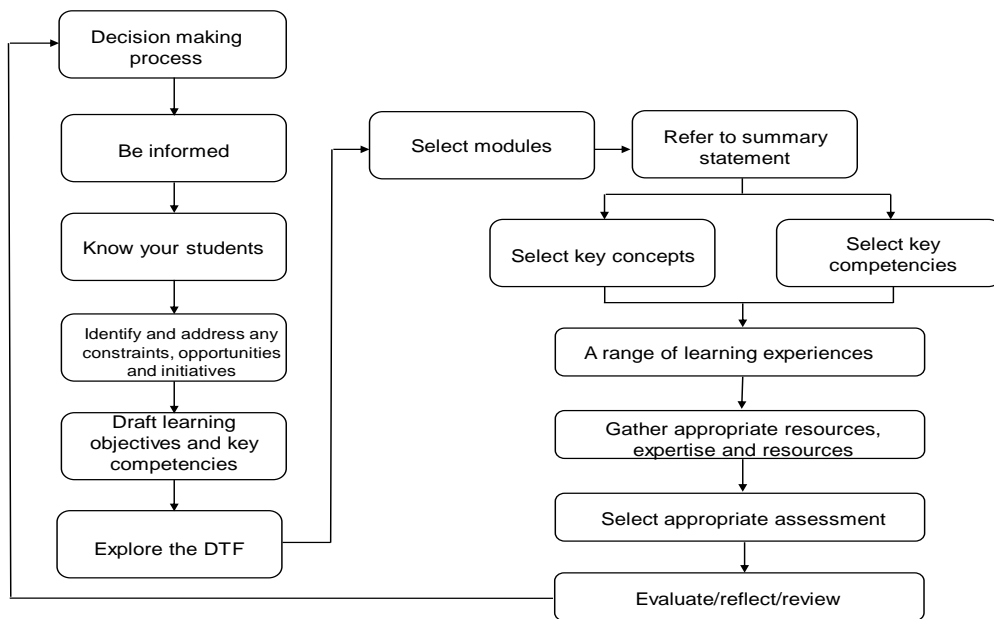 Decision making
process
Be informed
Know your students
Identify and address any
constraints, opportunities
and initiatives
Draft learning
objectives and key
competencies
Explore the DTF
Select modules
Refer to summary
statement
Select key concepts
Select key
competencies
A range of learning experiences
Gather appropriate resources,
expertise and resources
Select appropriate assessment
Evaluate/reflect/review